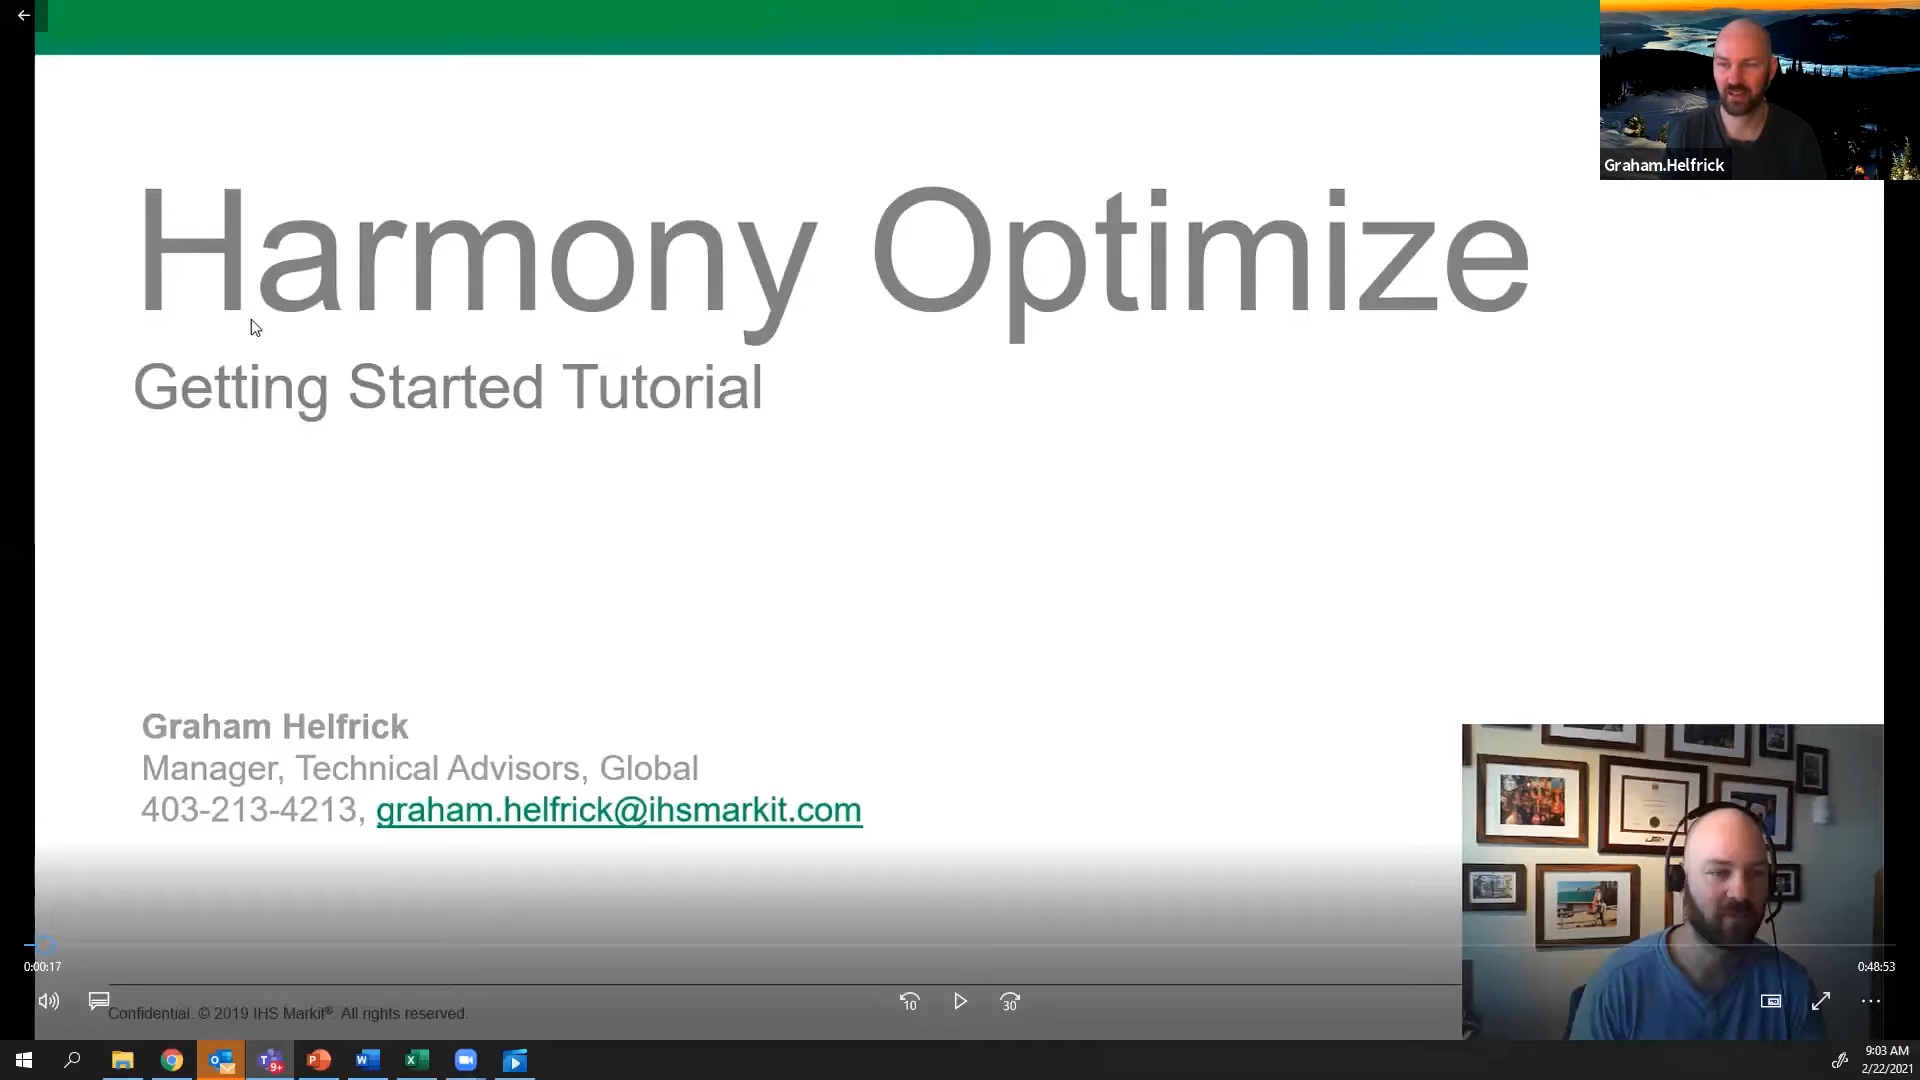 Graham.Helfrick
Harmony Optimize
Getting Started Tutorial
Graham Helfrick
Manager, Technical Advisors, Global
403-213-4213, graham.helfrick@ihsmarkit.com
0:00:17
0:48:53
10
30
Confidential. © 2019 IHS Markit®. All rights reserved.
9+
9:03 AM
2/22/2021